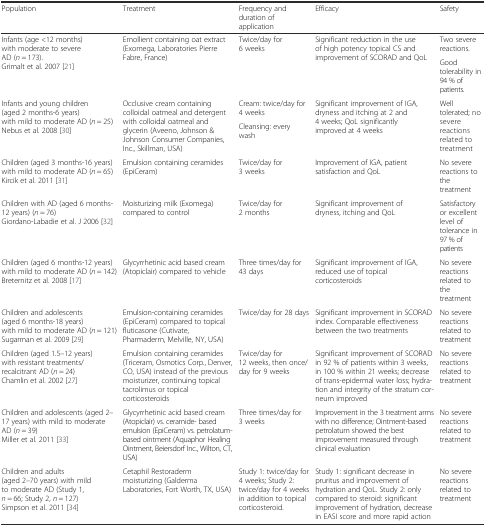 Population Treatment Frequency and duration of application Efficacy Safety
Infants (age <12 months)
with moderate to severe
AD (n = 173).
Grimalt et al. 2007 [21]
Emollient containing oat extract
(Exomega, Laboratories Pierre
Fabre, France)
Twice/day for
6 weeks
Significant reduction in the use
of high potency topical CS and
improvement of SCORAD and QoL
Two severe
reactions.
Good
tolerability in
94 % of
patients.
Infants and young children
(aged 2 months-6 years)
with mild to moderate AD (n = 25)
Nebus et al. 2008 [30]
Occlusive cream containing
colloidal oatmeal and detergent
with colloidal oatmeal and
glycerin (Aveeno, Johnson &
Johnson Consumer Companies,
Inc., Skillman, USA)
Cream: twice/day for
4 weeks
Cleansing: every
wash
Significant improvement of IGA,
dryness and itching at 2 and
4 weeks; QoL significantly
improved at 4 weeks
Well
tolerated; no
severe
reactions
related to
treatment
Children (aged 3 months-16 years)
with mild to moderate AD (n = 65)
Kircik et al. 2011 [31]
Emulsion containing ceramides
(EpiCeram)
Twice/day for
3 weeks
Improvement of IGA, patient
satisfaction and QoL
No severe
reactions to
the
treatment
Children with AD (aged 6 months-
12 years) (n = 76)
Giordano-Labadie et al. J 2006 [32]
Moisturizing milk (Exomega)
compared to control
Twice/day for
2 months
Significant improvement of
dryness, itching and QoL
Satisfactory
or excellent
level of
tolerance in
97 % of
patients
Children (aged 6 months-12 years)
with mild to moderate AD (n = 142)
Breternitz et al. 2008 [17]
Glycyrrhetinic acid based cream
(Atopiclair) compared to vehicle
Three times/day for
43 days
Significant improvement of IGA,
reduced use of topical
corticosteroids
No severe
reactions
related to
the
treatment
Children and adolescents
(aged 6 months-18 years)
with mild to moderate AD (n = 121)
Sugarman et al. 2009 [29]
Emulsion-containing ceramides
(EpiCeram) compared to topical
fluticasone (Cutivate,
Pharmaderm, Melville, NY, USA)
Twice/day for 28 days
Significant improvement in SCORAD
index. Comparable effectiveness
between the two treatments
No severe
reactions
related to
treatment
Children (aged 1.5–12 years)
with resistant treatments/
recalcitrant AD (n = 24)
Chamlin et al. 2002 [27]
Emulsion containing ceramides
(Triceram, Osmotics Corp., Denver,
CO, USA) instead of the previous
moisturizer, continuing topical
tacrolimus or topical
corticosteroids
Twice/day for
12 weeks, then once/
day for 9 weeks
Significant improvement of SCORAD
in 92 % of patients within 3 weeks,
in 100 % within 21 weeks; decrease
of trans-epidermal water loss; hydra-
tion and integrity of the stratum cor-
neum improved
No severe
reactions
related to
treatment
Children and adolescents (aged 2–
17 years) with mild to moderate
AD (n = 39)
Miller et al. 2011 [33]
Glycyrrhetinic acid based cream
(Atopiclair) vs. ceramide- based
emulsion (EpiCeram) vs. petrolatum-
based ointment (Aquaphor Healing
Ointment, Beiersdorf Inc., Wilton, CT,
USA)
Three times/day for
3 weeks
Improvement in the 3 treatment arms
with no difference; Ointment-based
petrolatum showed the best
improvement measured through
clinical evaluation
No severe
reactions
related to
treatment
Children and adults
(aged 2–70 years) with mild
to moderate AD (Study 1,
n = 66; Study 2, n = 127)
Simpson et al. 2011 [34]
Cetaphil Restoraderm
moisturizing (Galderma
Laboratories, Fort Worth, TX, USA)
Study 1: twice/day for
4 weeks; Study 2:
twice/day for 4 weeks
in addition to topical
corticosteroid.
Study 1: significant decrease in
pruritus and improvement of
hydration and QoL. Study 2: only
compared to steroid: significant
improvement of hydration, decrease
in EASI score and more rapid action
No severe
reactions
related to
treatment